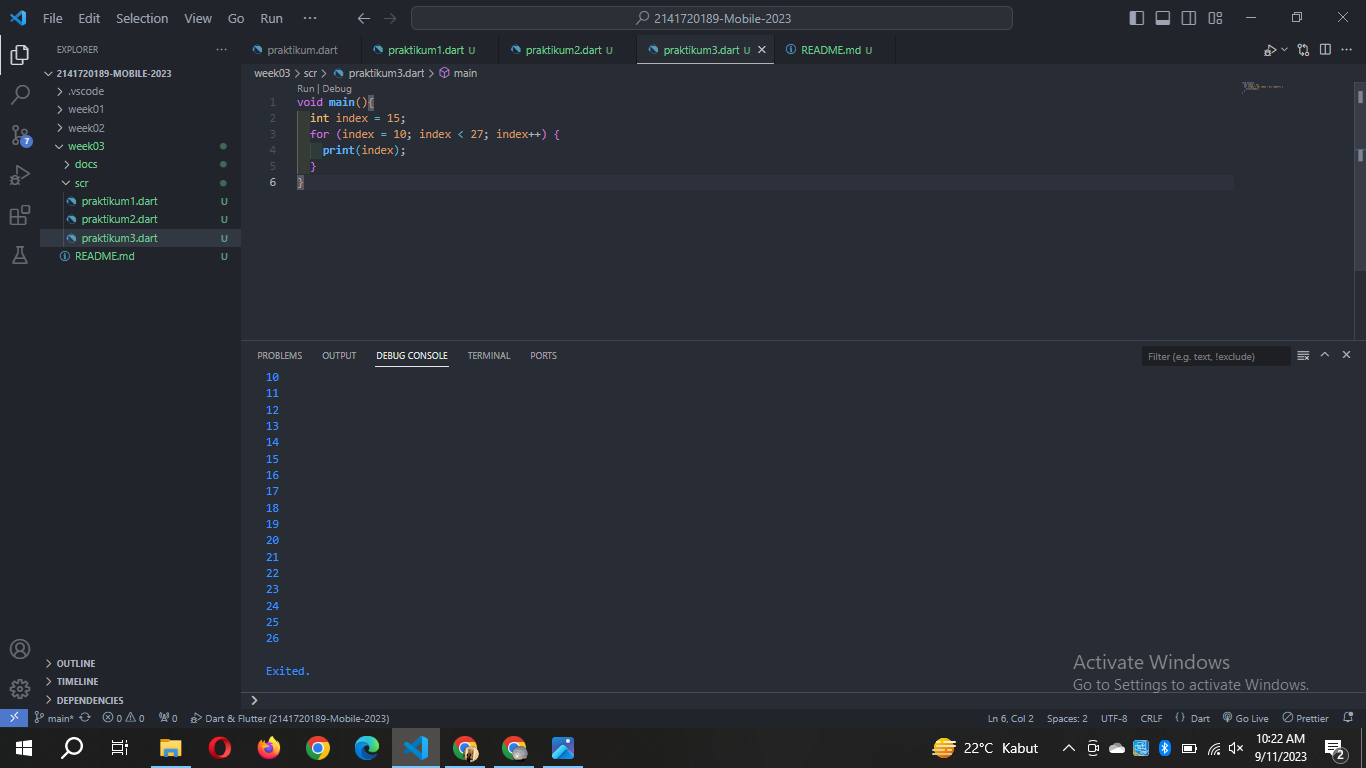 File Edit Selection View Go Run ··· 2141720189-Mobile-2023
EXPLORER ···
praktikum.dart praktikum1.dart U praktikum2.dart U praktikum3.dart U README.md U
2141720189-MOBILE-2023
.vscode
week01
week02
week03
docs
scr
praktikum1.dart U
praktikum2.dart U
praktikum3.dart U
README.md U
7
week03 > scr > praktikum3.dart > main
Run | Debug
1 void main(){
2 int index = 15;
3 for (index = 10; index < 27; index++) {
4 print(index);
5 }
6 }
PROBLEMS OUTPUT DEBUG CONSOLE TERMINAL PORTS Filter (e.g. text, !exclude)
10
11
12
13
14
15
16
17
18
19
20
21
22
23
24
25
26
Exited.
OUTLINE
TIMELINE
DEPENDENCIES
Activate Windows
Go to Settings to activate Windows.
main* 0 0 0 Dart & Flutter (2141720189-Mobile-2023) Ln 6, Col 2 Spaces: 2 UTF-8 CRLF { } Dart Go Live Prettier
22°C Kabut 10:22 AM
9/11/2023
2